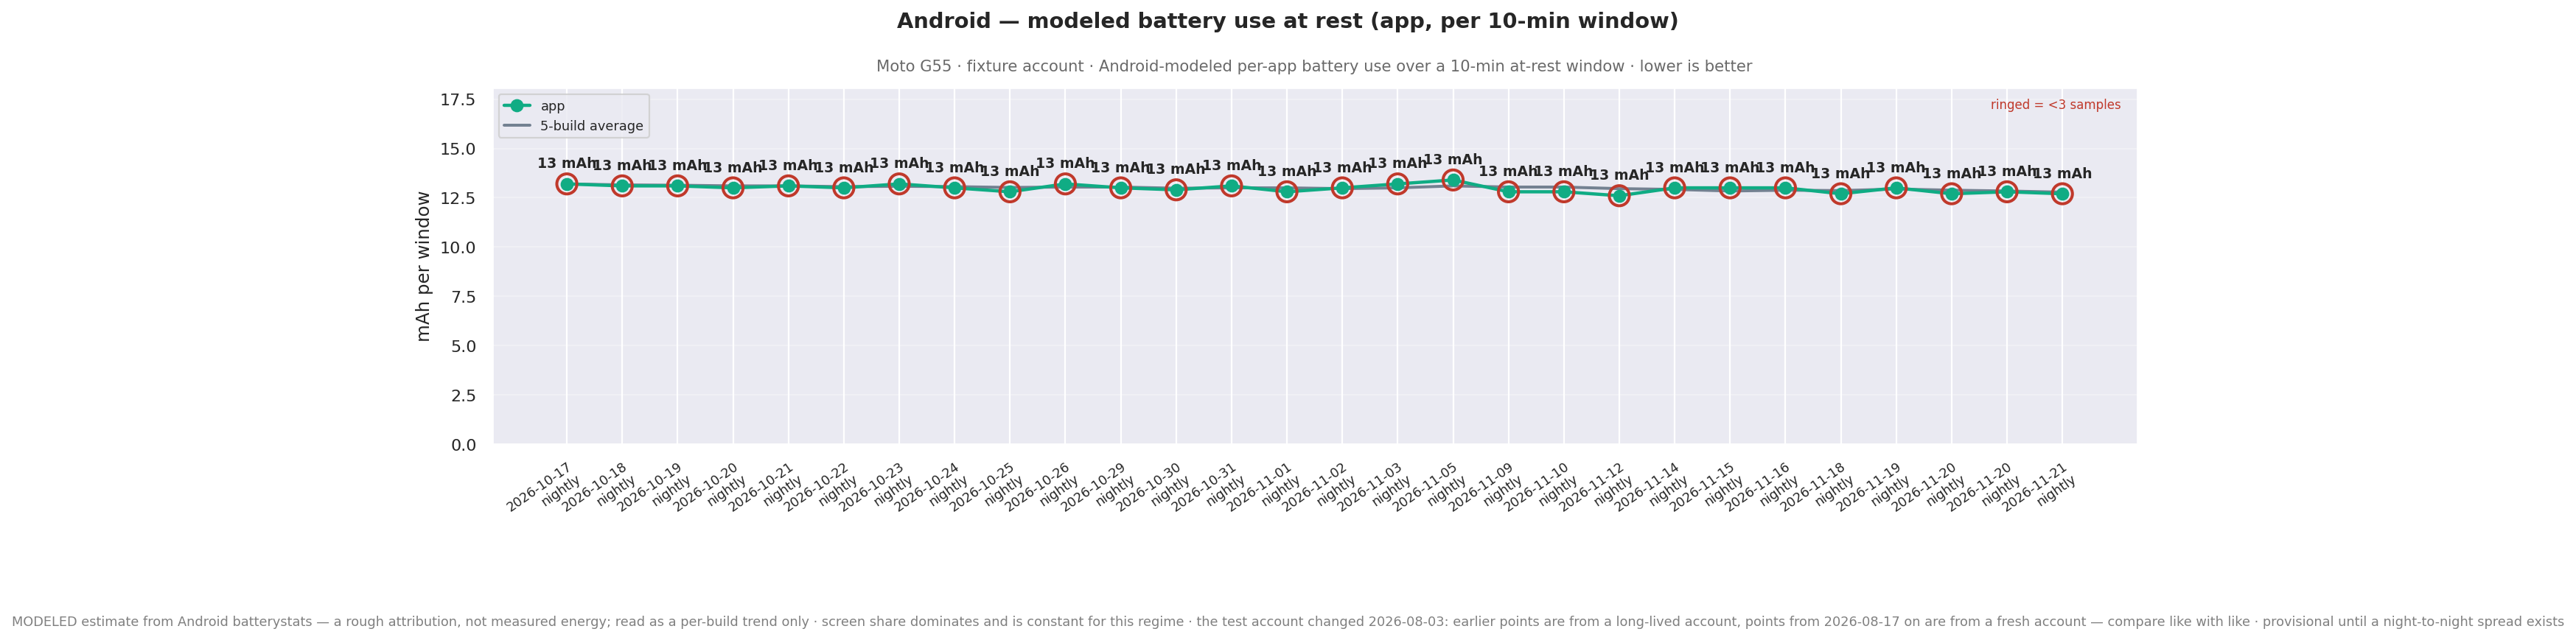 Android — modeled battery use at rest (app, per 10-min window)
Moto G55 · fixture account · Android-modeled per-app battery use over a 10-min at-rest window · lower is better
app
5-build average
ringed = <3 samples
mAh per window
17.5
15.0
12.5
10.0
7.5
5.0
2.5
0.0
13 mAh 13 mAh 13 mAh 13 mAh 13 mAh 13 mAh 13 mAh 13 mAh 13 mAh 13 mAh 13 mAh 13 mAh 13 mAh 13 mAh 13 mAh 13 mAh 13 mAh 13 mAh 13 mAh 13 mAh 13 mAh 13 mAh 13 mAh 13 mAh 13 mAh 13 mAh 13 mAh 13 mAh
2026-10-17
nightly
2026-10-18
nightly
2026-10-19
nightly
2026-10-20
nightly
2026-10-21
nightly
2026-10-22
nightly
2026-10-23
nightly
2026-10-24
nightly
2026-10-25
nightly
2026-10-26
nightly
2026-10-29
nightly
2026-10-30
nightly
2026-10-31
nightly
2026-11-01
nightly
2026-11-02
nightly
2026-11-03
nightly
2026-11-05
nightly
2026-11-09
nightly
2026-11-10
nightly
2026-11-12
nightly
2026-11-14
nightly
2026-11-15
nightly
2026-11-16
nightly
2026-11-18
nightly
2026-11-19
nightly
2026-11-20
nightly
2026-11-20
nightly
2026-11-21
nightly
MODELED estimate from Android batterystats — a rough attribution, not measured energy; read as a per-build trend only · screen share dominates and is constant for this regime · the test account changed 2026-08-03: earlier points are from a long-lived account, points from 2026-08-17 on are from a fresh account — compare like with like · provisional until a night-to-night spread exists